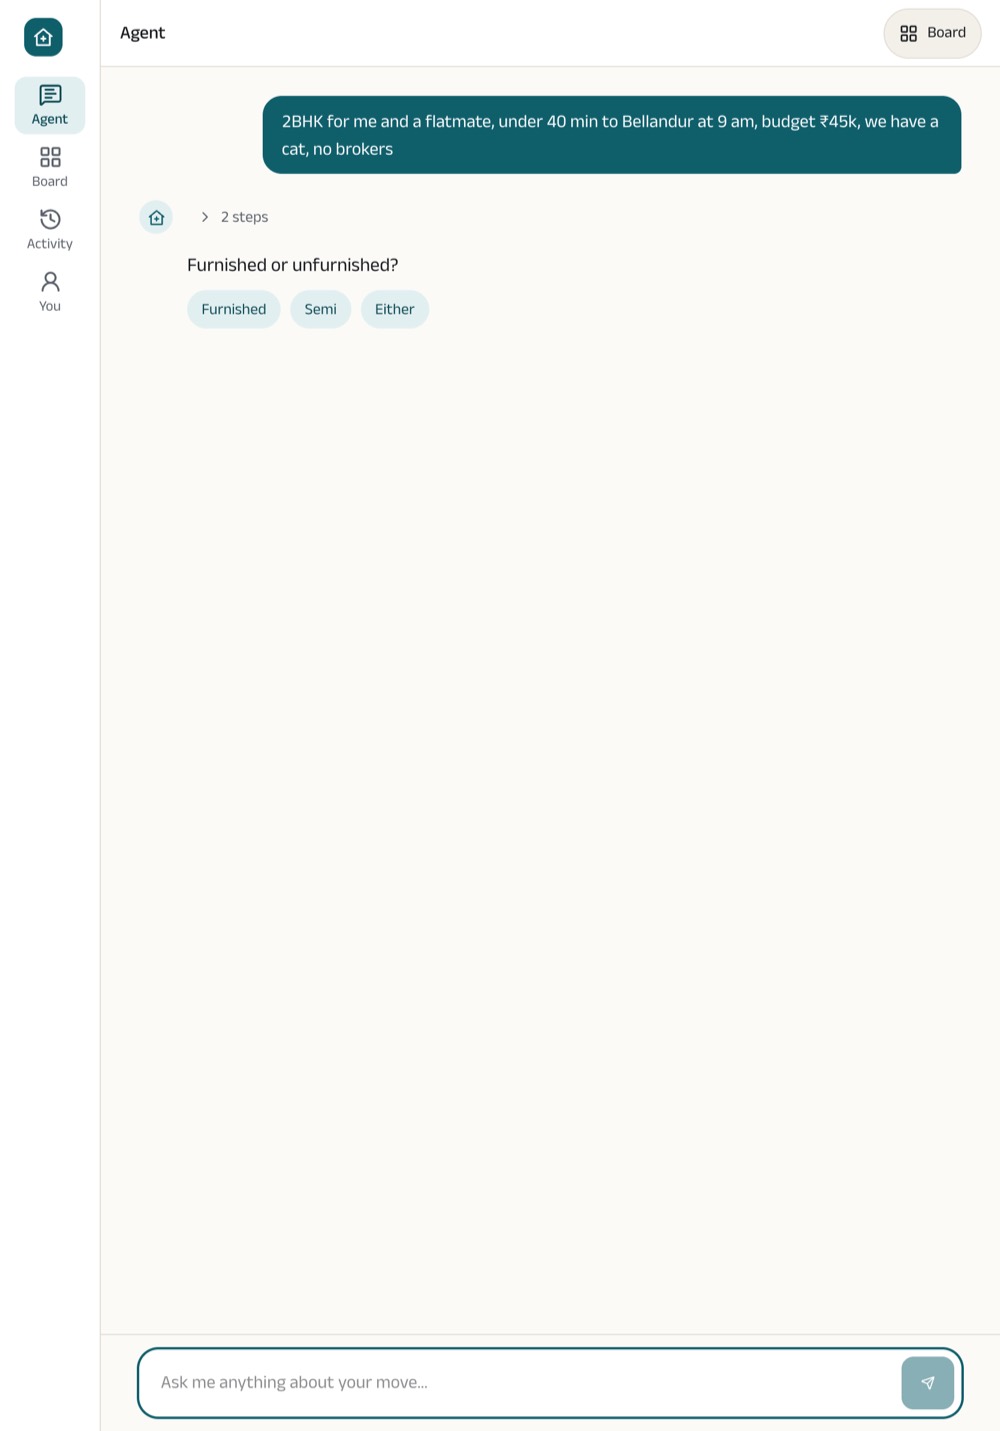 Agent
Board
Agent
Board
Activity
You
2BHK for me and a flatmate, under 40 min to Bellandur at 9 am, budget ₹45k, we have a
cat, no brokers
2 steps
Furnished or unfurnished?
Furnished
Semi
Either
Ask me anything about your move...